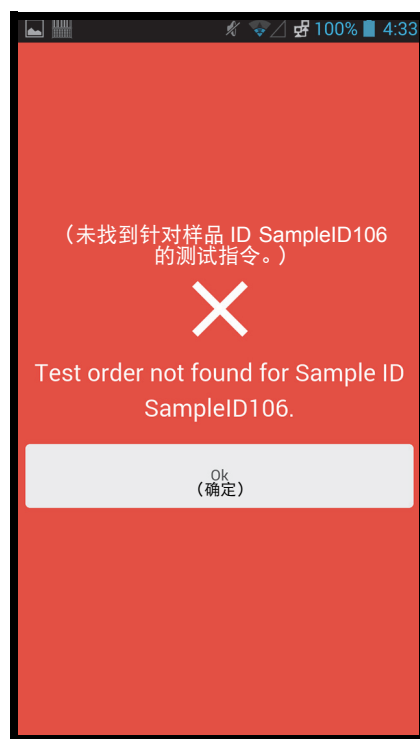 100% 4:33
（未找到针对样品 ID SampleID106
的测试指令。）
Test order not found for Sample ID
SampleID106.
Ok
（确定）